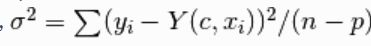 , σ² = ∑(yᵢ − Y(c, xᵢ))²/(n − p)